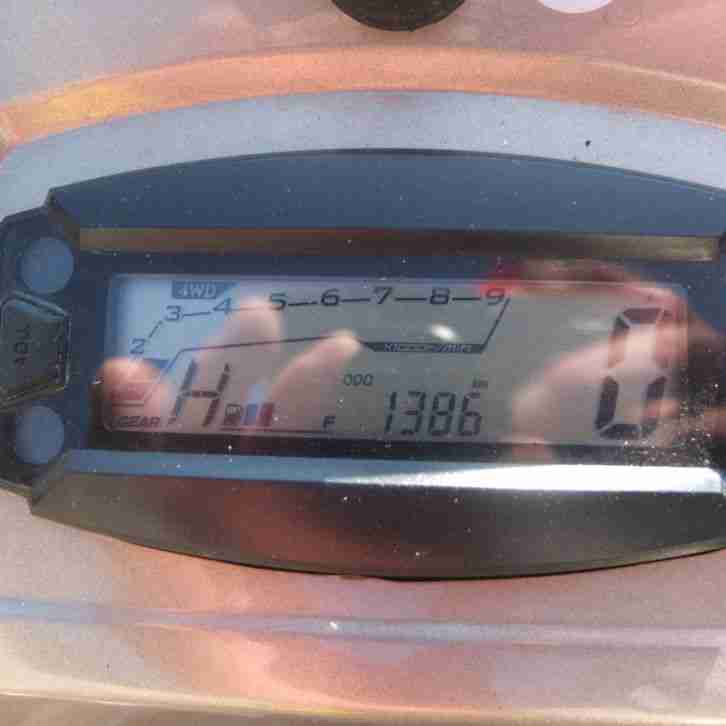 4WD
2 3 4 5 6 7 8 9
X1000r/min
ODO
km
GEAR H F 1386 0